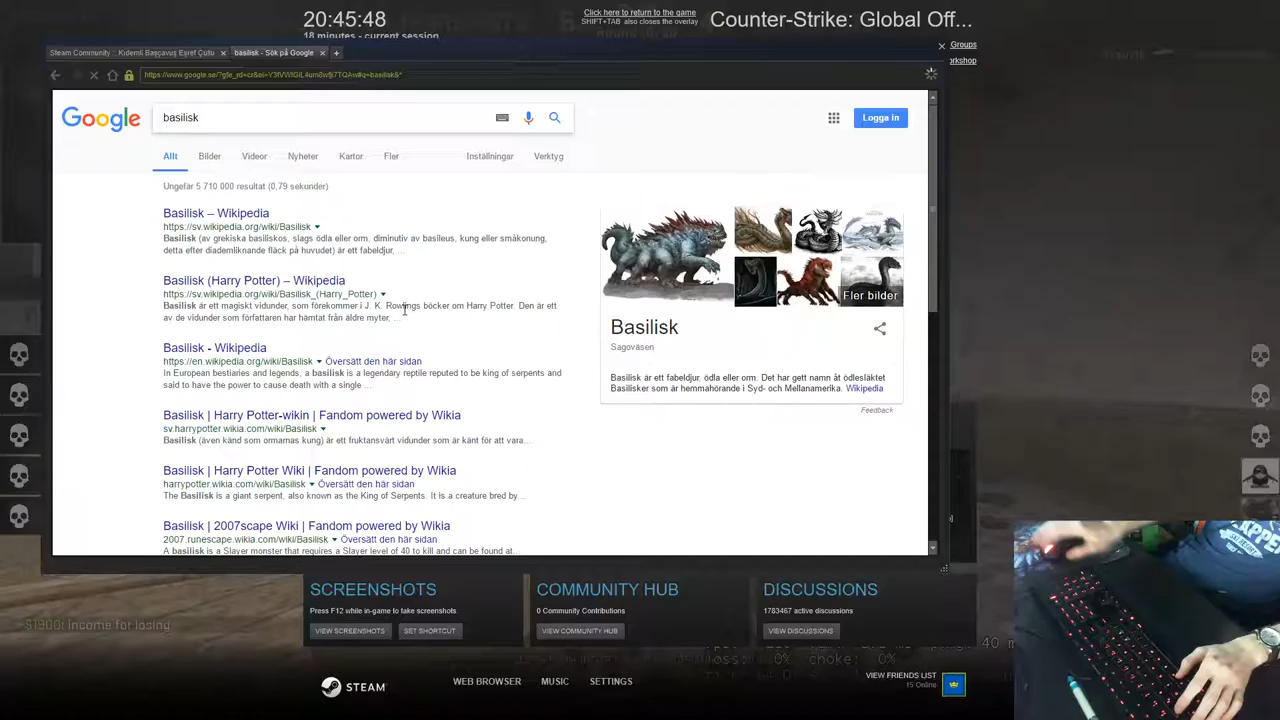 20:45:48
18 minutes - current session
Click here to return to the game
SHIFT+TAB also closes the overlay
Counter-Strike: Global Off...
Groups
Steam Community :: Kıdemli Başçavuş Eşref Çutu
basilisk - Sök på Google
Google
basilisk
Logga in
Allt Bilder Videor Nyheter Kartor Fler Inställningar Verktyg
Ungefär 5 710 000 resultat (0,79 sekunder)
Basilisk – Wikipedia
https://sv.wikipedia.org/wiki/Basilisk
Basilisk (av grekiska basiliskos, slags ödla eller orm, diminutiv av basileus, kung eller småkonung,
detta efter diademliknande fläck på huvudet) är ett fabeldjur, ...
Basilisk (Harry Potter) – Wikipedia
https://sv.wikipedia.org/wiki/Basilisk_(Harry_Potter)
Basilisk är ett magiskt vidunder, som förekommer i J. K. Rowlings böcker om Harry Potter. Den är ett
av de vidunder som författaren har hämtat från äldre myter, ...
Basilisk - Wikipedia
https://en.wikipedia.org/wiki/Basilisk Översätt den här sidan
In European bestiaries and legends, a basilisk is a legendary reptile reputed to be king of serpents and
said to have the power to cause death with a single ...
Basilisk | Harry Potter-wikin | Fandom powered by Wikia
sv.harrypotter.wikia.com/wiki/Basilisk
Basilisk (även känd som ormarnas kung) är ett fruktansvärt vidunder som är känt för att vara...
Basilisk | Harry Potter Wiki | Fandom powered by Wikia
harrypotter.wikia.com/wiki/Basilisk Översätt den här sidan
The Basilisk is a giant serpent, also known as the King of Serpents. It is a creature bred by...
Basilisk | 2007scape Wiki | Fandom powered by Wikia
2007.runescape.wikia.com/wiki/Basilisk Översätt den här sidan
A basilisk is a Slayer monster that requires a Slayer level of 40 to kill and can be found at...
Fler bilder
Basilisk
Sagoväsen
Basilisk är ett fabeldjur, ödla eller orm. Det har gett namn åt ödlesläktet
Basilisker som är hemmahörande i Syd- och Mellanamerika. Wikipedia
Feedback
SCREENSHOTS
Press F12 while in-game to take screenshots
VIEW SCREENSHOTS SET SHORTCUT
COMMUNITY HUB
0 Community Contributions
VIEW COMMUNITY HUB
DISCUSSIONS
1783467 active discussions
VIEW DISCUSSIONS
$1900: Income for losing
loss: 0% choke: 0%
STEAM
WEB BROWSER MUSIC SETTINGS
VIEW FRIENDS LIST
15 Online